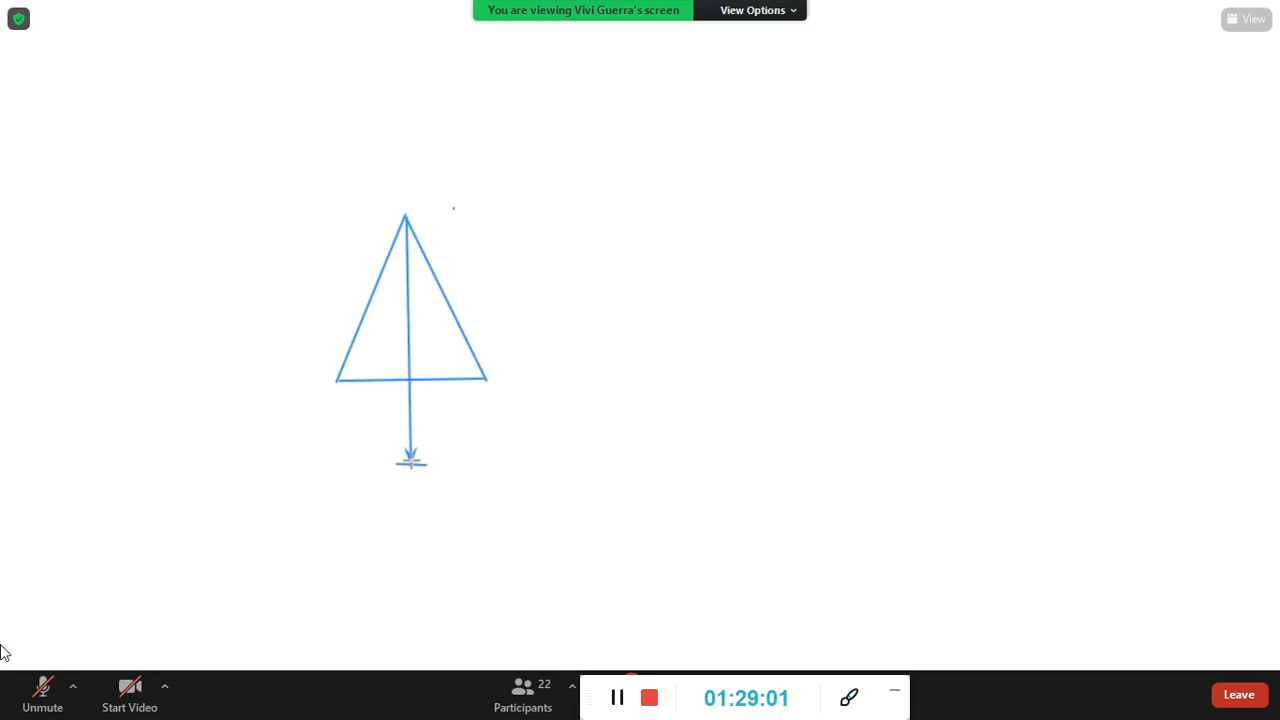 You are viewing Vivi Guerra's screen
View Options
View
Unmute
Start Video
22
Participants
01:29:01
Leave